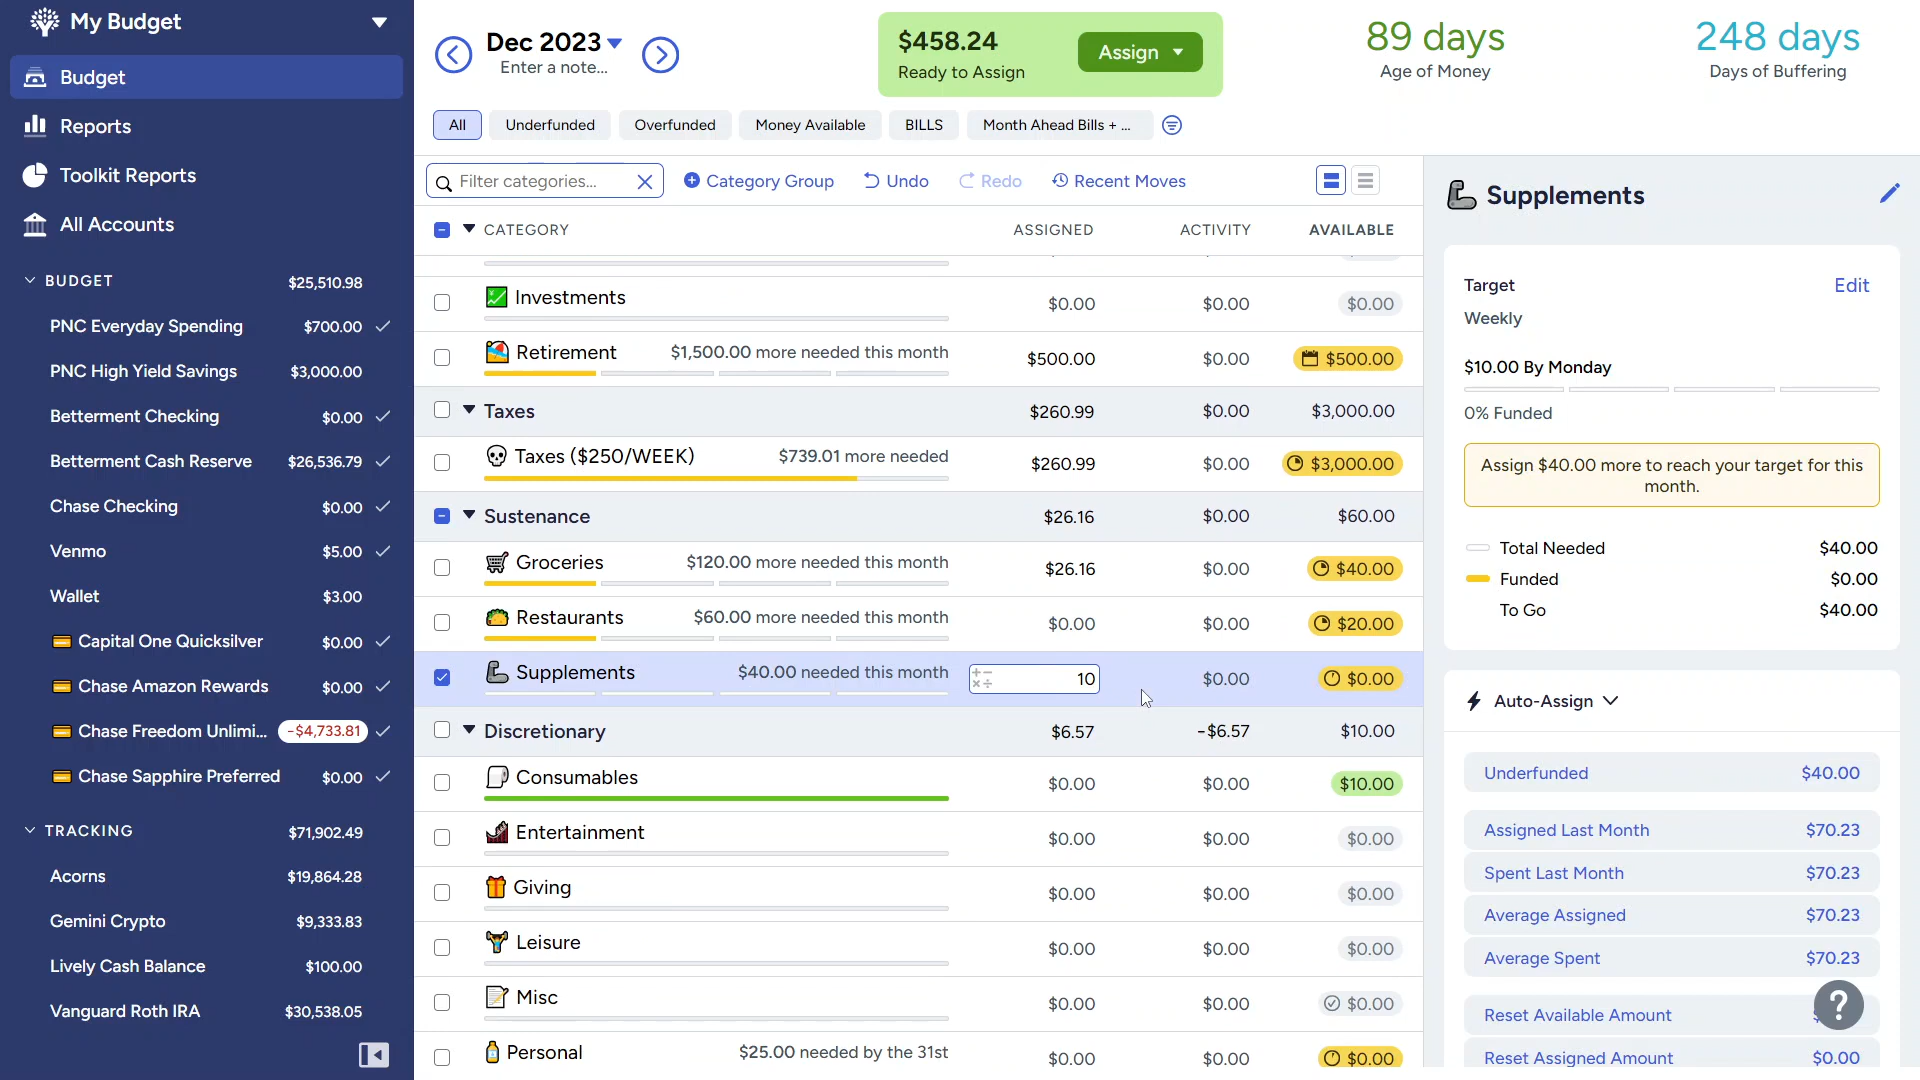 My Budget
Budget
Reports
Toolkit Reports
All Accounts
BUDGET $25,510.98
PNC Everyday Spending $700.00
PNC High Yield Savings $3,000.00
Betterment Checking $0.00
Betterment Cash Reserve $26,536.79
Chase Checking $0.00
Venmo $5.00
Wallet $3.00
Capital One Quicksilver $0.00
Chase Amazon Rewards $0.00
Chase Freedom Unlimi... -$4,733.81
Chase Sapphire Preferred $0.00
TRACKING $71,902.49
Acorns $19,864.28
Gemini Crypto $9,333.83
Lively Cash Balance $100.00
Vanguard Roth IRA $30,538.05
Dec 2023
Enter a note...
$458.24
Ready to Assign
Assign
89 days
Age of Money
248 days
Days of Buffering
All Underfunded Overfunded Money Available BILLS Month Ahead Bills + ...
Filter categories... Category Group Undo Redo Recent Moves
CATEGORY ASSIGNED ACTIVITY AVAILABLE
Investments $0.00 $0.00 $0.00
Retirement $1,500.00 more needed this month $500.00 $0.00 $500.00
Taxes $260.99 $0.00 $3,000.00
Taxes ($250/WEEK) $739.01 more needed $260.99 $0.00 $3,000.00
Sustenance $26.16 $0.00 $60.00
Groceries $120.00 more needed this month $26.16 $0.00 $40.00
Restaurants $60.00 more needed this month $0.00 $0.00 $20.00
Supplements $40.00 needed this month 10 $0.00 $0.00
Discretionary $6.57 -$6.57 $10.00
Consumables $0.00 $0.00 $10.00
Entertainment $0.00 $0.00 $0.00
Giving $0.00 $0.00 $0.00
Leisure $0.00 $0.00 $0.00
Misc $0.00 $0.00 $0.00
Personal $25.00 needed by the 31st $0.00 $0.00 $0.00
Supplements
Target Edit
Weekly
$10.00 By Monday
0% Funded
Assign $40.00 more to reach your target for this
month.
Total Needed $40.00
Funded $0.00
To Go $40.00
Auto-Assign
Underfunded $40.00
Assigned Last Month $70.23
Spent Last Month $70.23
Average Assigned $70.23
Average Spent $70.23
Reset Available Amount
Reset Assigned Amount $0.00
?